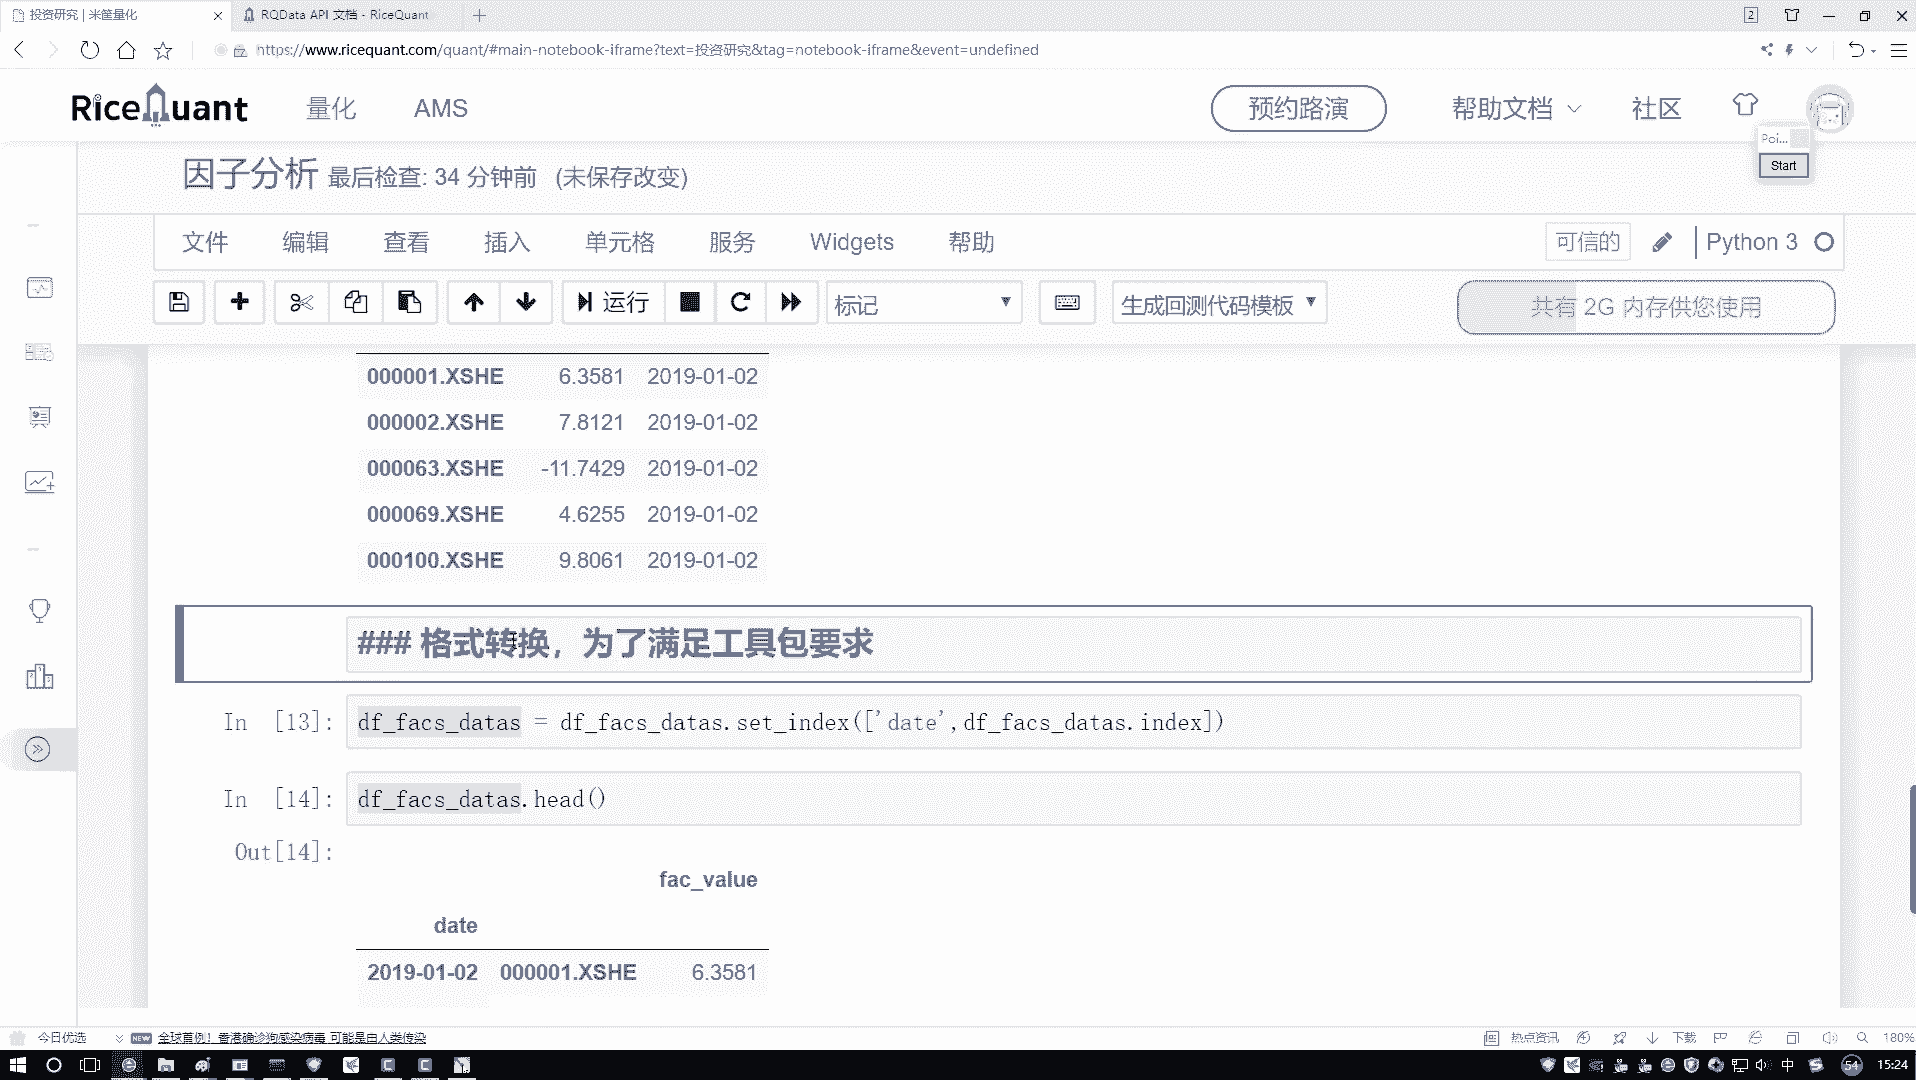 投资研究 | 米筐量化
RQData API 文档 - RiceQuant
2
https://www.ricequant.com/quant/#main-notebook-iframe?text=投资研究&tag=notebook-iframe&event=undefined
RiceQuant 量化 AMS 预约路演 帮助文档 社区
Poi...
Start
因子分析 最后检查: 34 分钟前 (未保存改变)
文件 编辑 查看 插入 单元格 服务 Widgets 帮助 可信的 Python 3
运行 标记 生成回测代码模板 共有 2G 内存供您使用
000001.XSHE 6.3581 2019-01-02
000002.XSHE 7.8121 2019-01-02
000063.XSHE -11.7429 2019-01-02
000069.XSHE 4.6255 2019-01-02
000100.XSHE 9.8061 2019-01-02
### 格式转换，为了满足工具包要求
In [13]: df_facs_datas = df_facs_datas.set_index(['date',df_facs_datas.index])
In [14]: df_facs_datas.head()
Out[14]:
fac_value
date
2019-01-02 000001.XSHE 6.3581
今日优选 NEW 全球首例！香港确诊狗感染病毒 可能是由人类传染 热点资讯 下载 180%
中 54 15:24